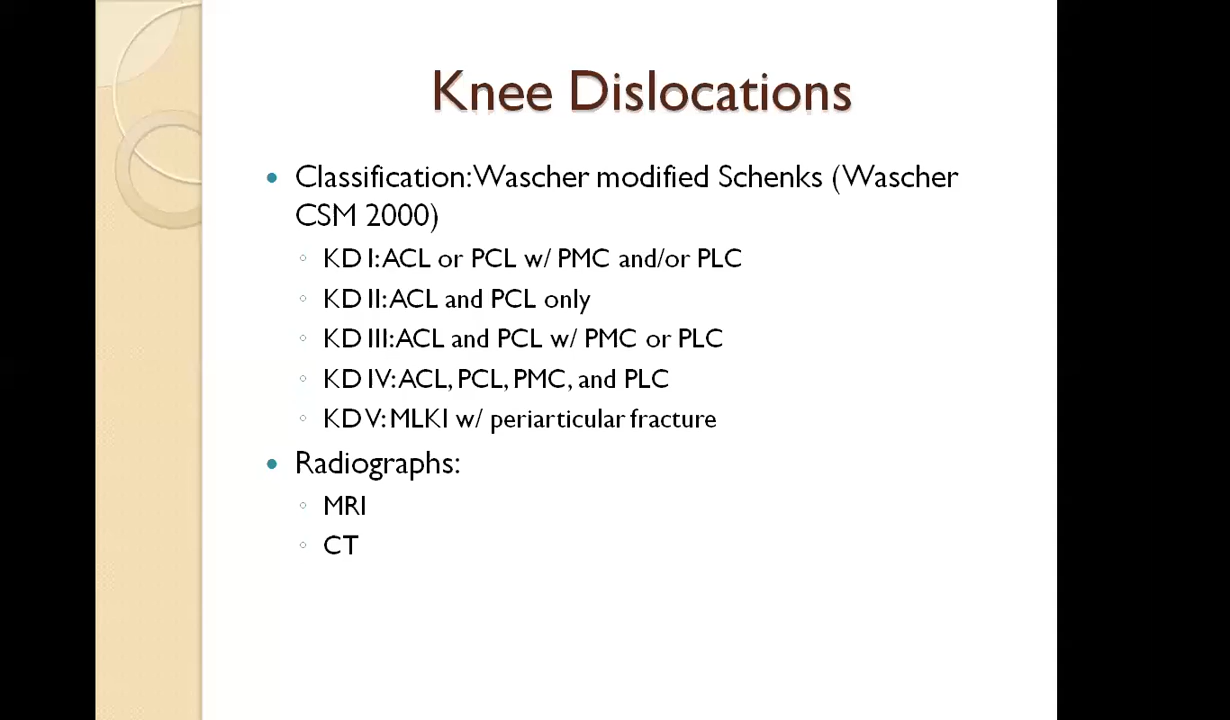 Knee Dislocations
Classification: Wascher modified Schenks (Wascher
CSM 2000)
KD I: ACL or PCL w/ PMC and/or PLC
KD II: ACL and PCL only
KD III: ACL and PCL w/ PMC or PLC
KD IV: ACL, PCL, PMC, and PLC
KD V: MLKI w/ periarticular fracture
Radiographs:
MRI
CT